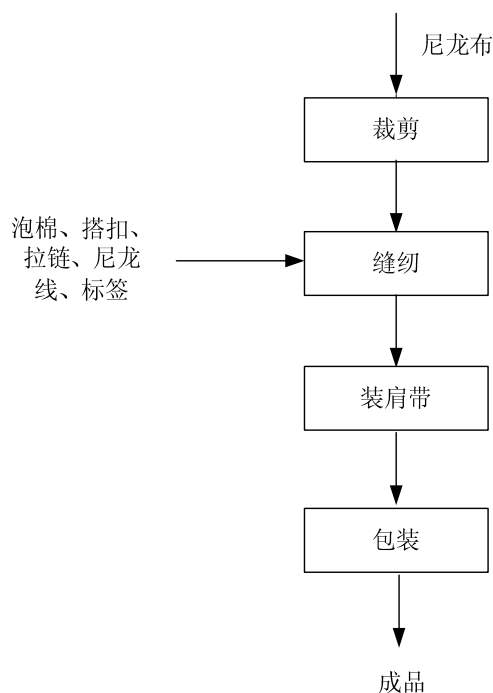 尼龙布
裁剪
泡棉、搭扣、
拉链、尼龙
线、标签
缝纫
装肩带
包装
成品